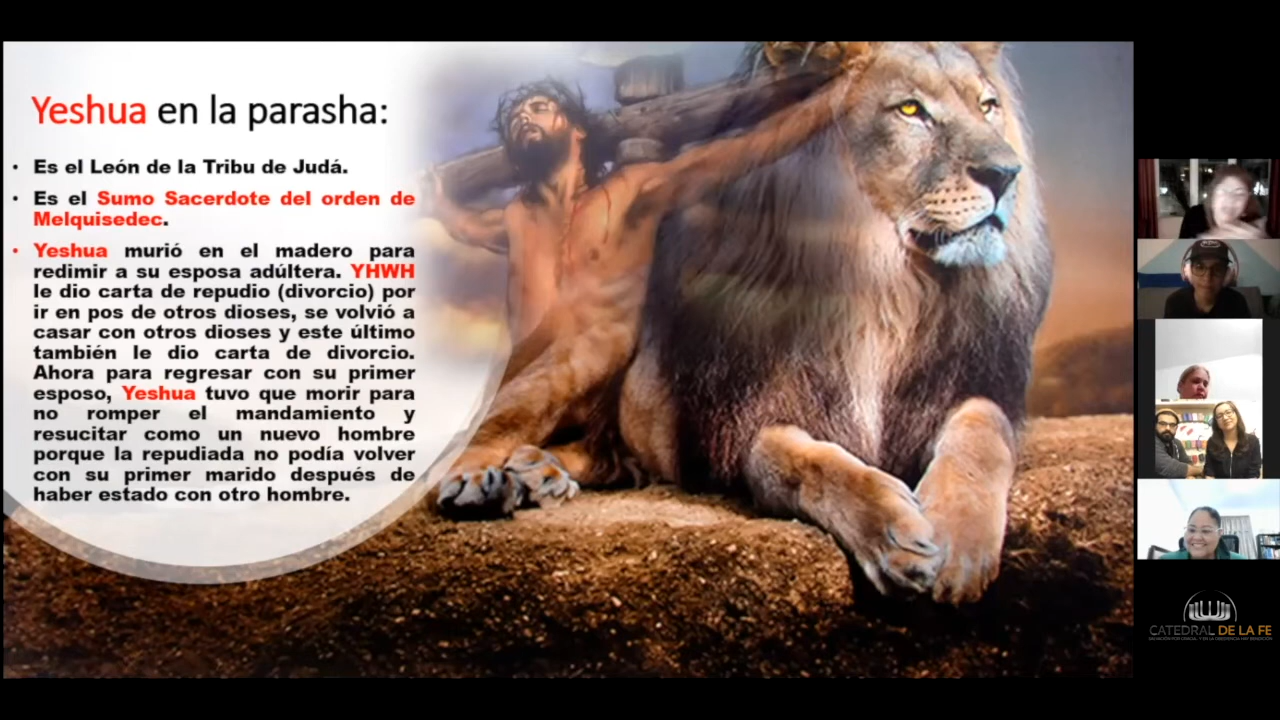 Yeshua en la parasha:
• Es el León de la Tribu de Judá.
• Es el Sumo Sacerdote del orden de
Melquisedec.
• Yeshua murió en el madero para
redimir a su esposa adúltera. YHWH
le dio carta de repudio (divorcio) por
ir en pos de otros dioses, se volvió a
casar con otros dioses y este último
también le dio carta de divorcio.
Ahora para regresar con su primer
esposo, Yeshua tuvo que morir para
no romper el mandamiento y
resucitar como un nuevo hombre
porque la repudiada no podía volver
con su primer marido después de
haber estado con otro hombre.
CATEDRAL DE LA FE